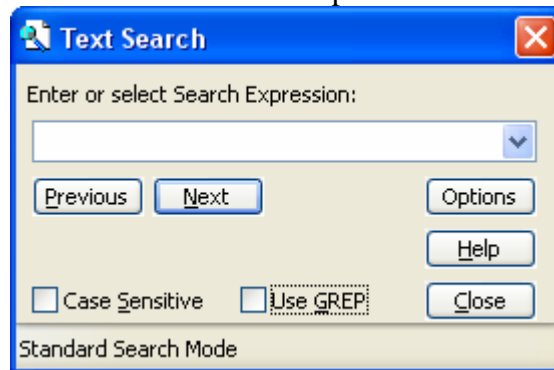 Text Search
Enter or select Search Expression:
Previous Next Options
Help
Case Sensitive Use GREP Close
Standard Search Mode